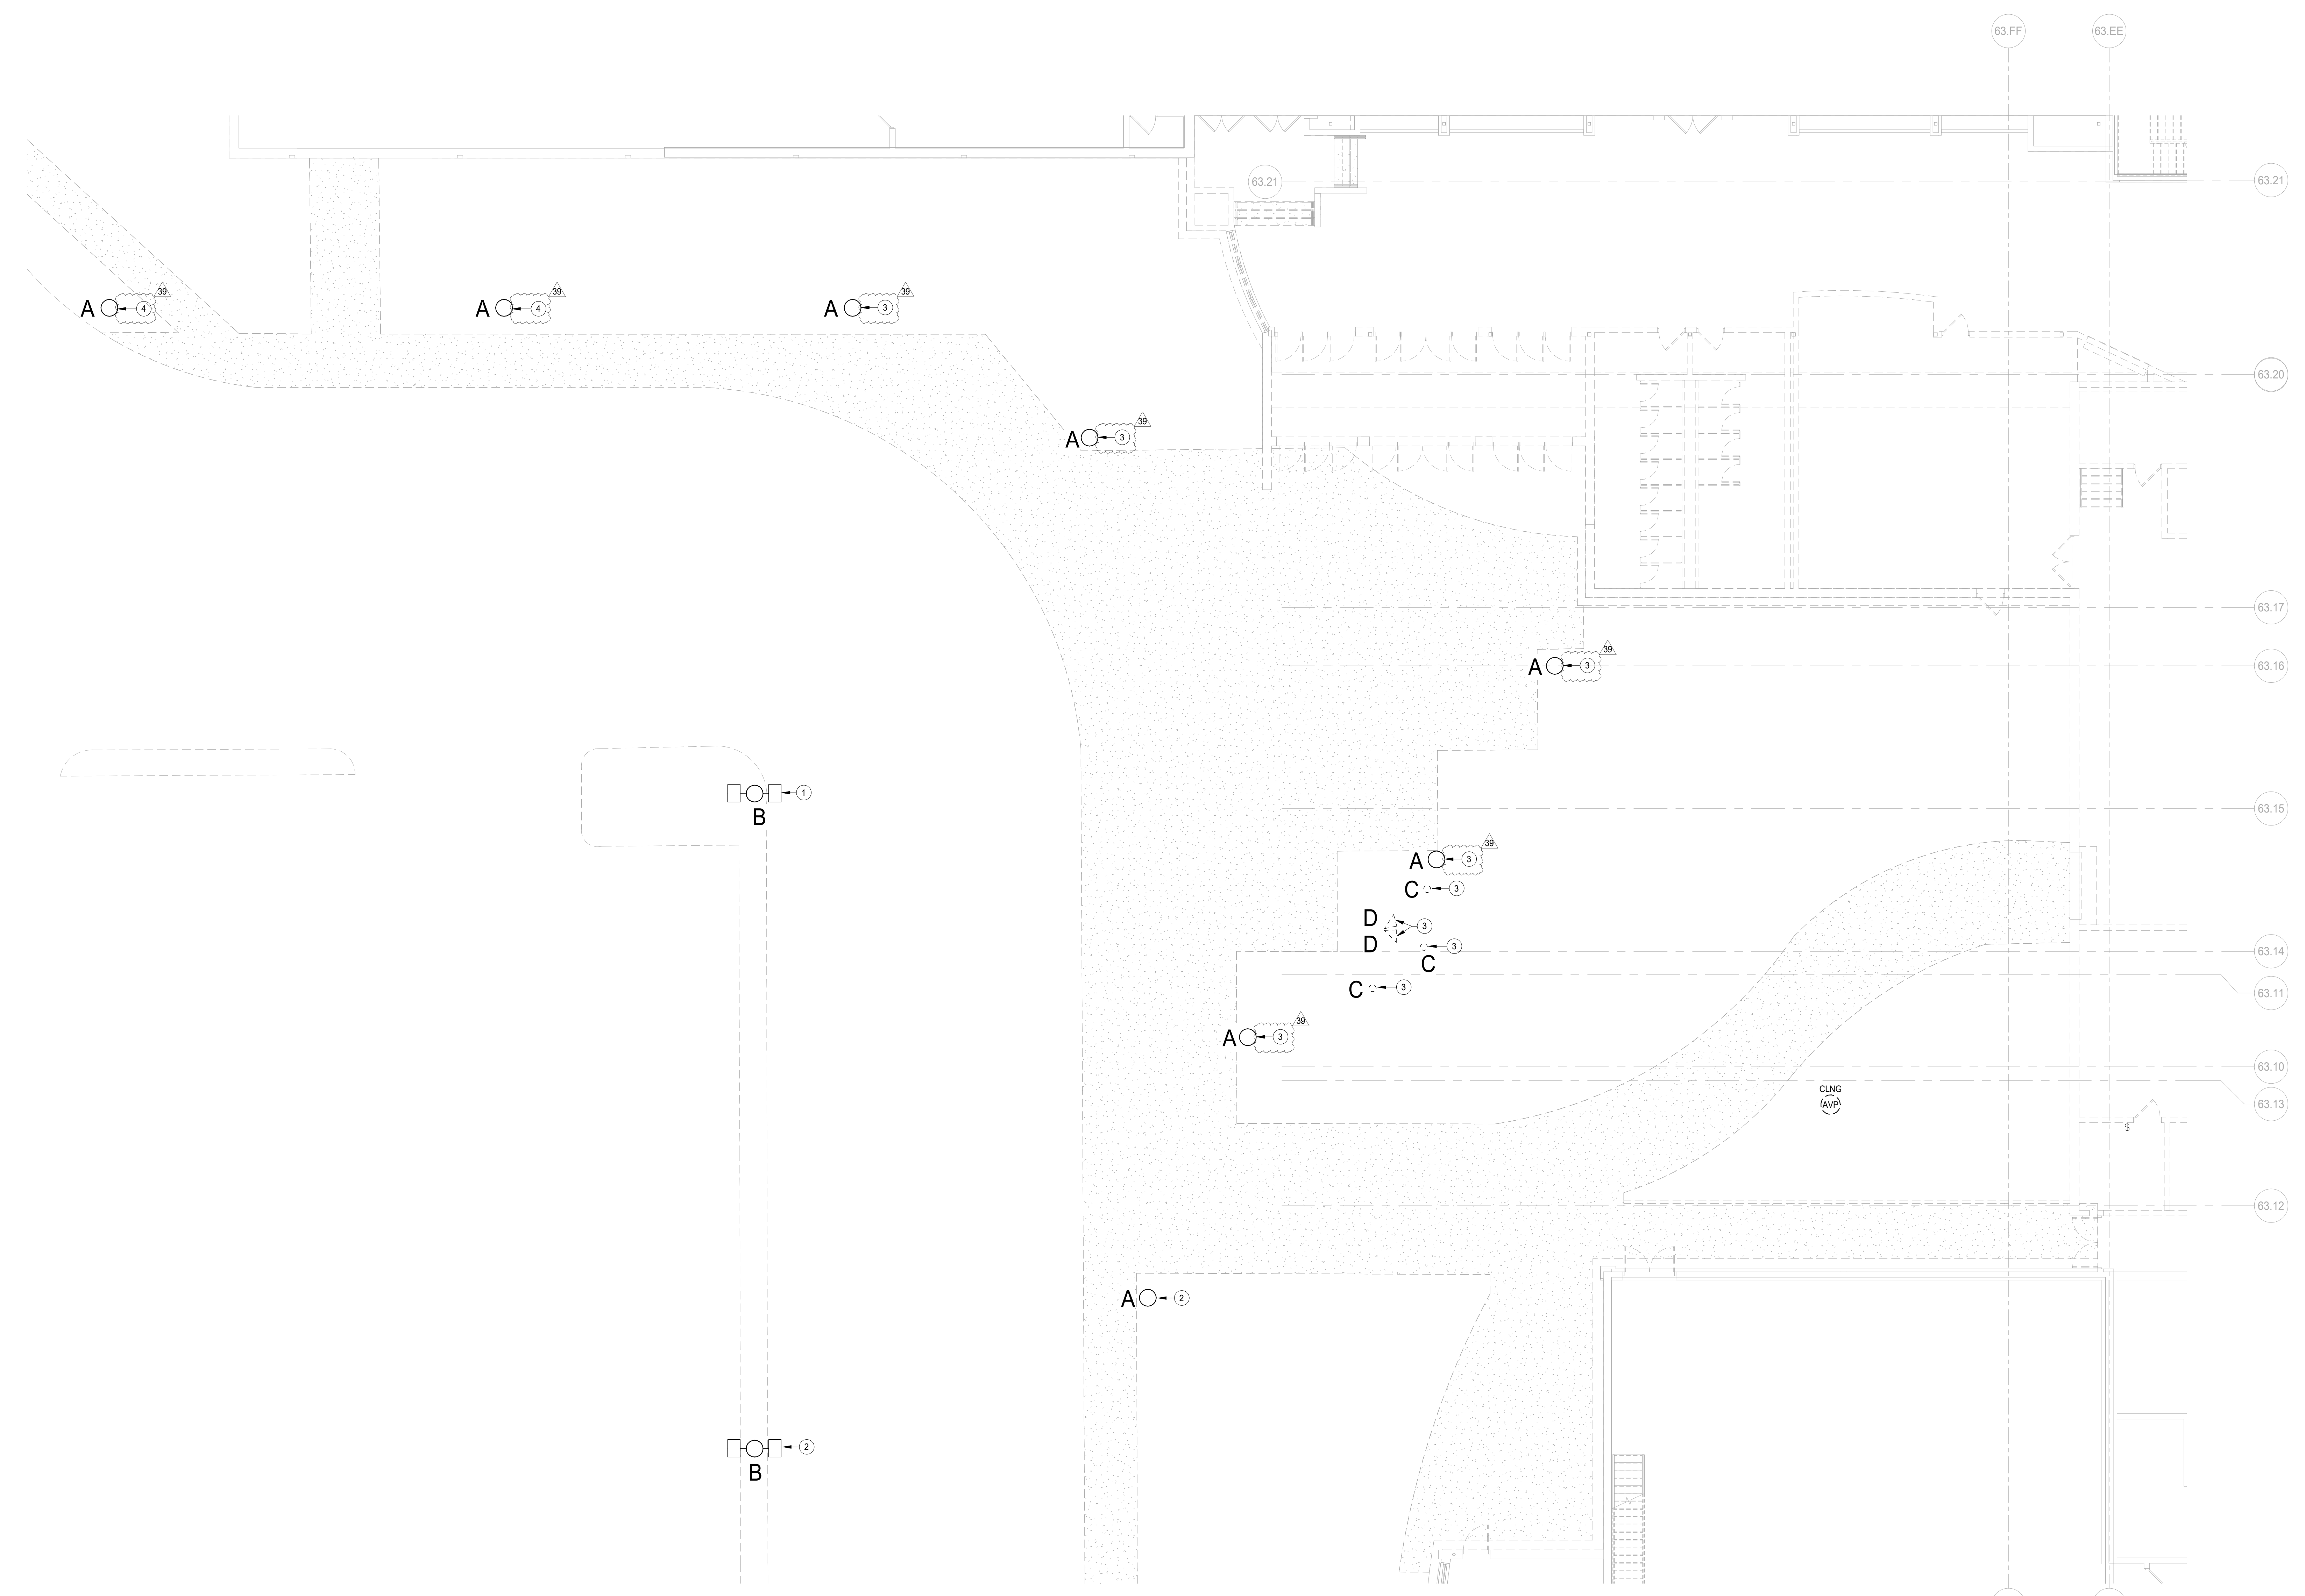 63.FF 63.EE
63.21 63.21
A 4 39
A 4 39
A 3 39
63.20
A 3 39
63.17
A 3 39
63.16
1
B
63.15
A 3 39
C 3
D
D
3
3
C
63.14
C 3
63.11
A 3 39
63.10
CLNG
AVP
63.13
$
63.12
A 2
2
B